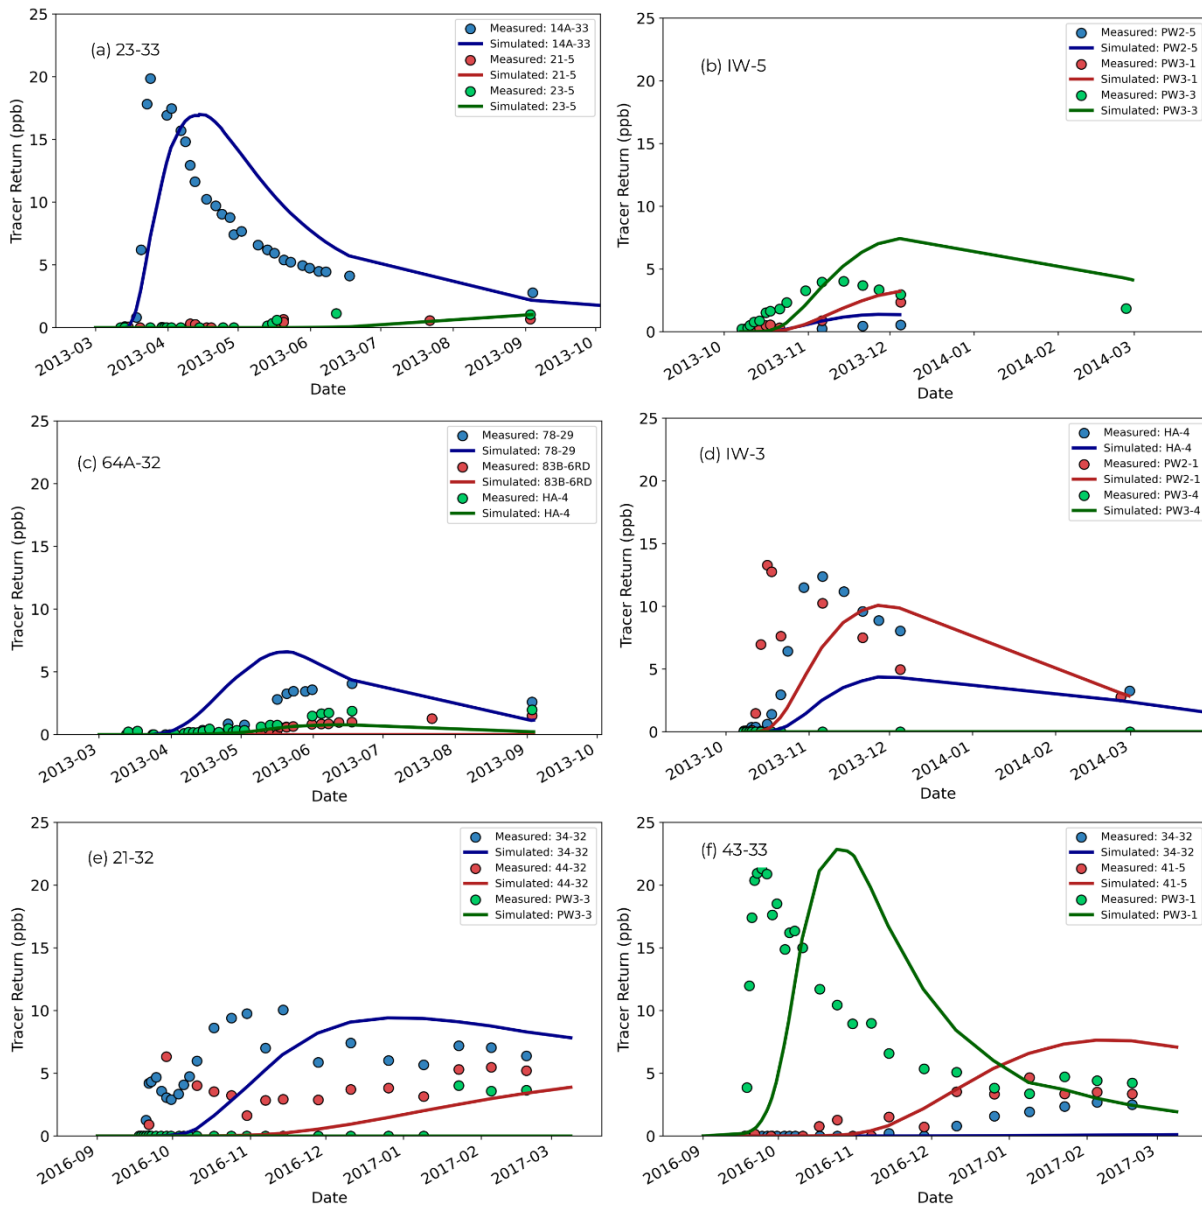 (a) 23-33
Measured: 14A-33
Simulated: 14A-33
Measured: 21-5
Simulated: 21-5
Measured: 23-5
Simulated: 23-5
25
20
15
10
5
0
Tracer Return (ppb)
2013-03
2013-04
2013-05
2013-06
2013-07
2013-08
2013-09
2013-10
Date
(b) IW-5
Measured: PW2-5
Simulated: PW2-5
Measured: PW3-1
Simulated: PW3-1
Measured: PW3-3
Simulated: PW3-3
25
20
15
10
5
0
Tracer Return (ppb)
2013-10
2013-11
2013-12
2014-01
2014-02
2014-03
Date
(c) 64A-32
Measured: 78-29
Simulated: 78-29
Measured: 83B-6RD
Simulated: 83B-6RD
Measured: HA-4
Simulated: HA-4
25
20
15
10
5
0
Tracer Return (ppb)
2013-03
2013-04
2013-05
2013-06
2013-07
2013-08
2013-09
2013-10
Date
(d) IW-3
Measured: HA-4
Simulated: HA-4
Measured: PW2-1
Simulated: PW2-1
Measured: PW3-4
Simulated: PW3-4
25
20
15
10
5
0
Tracer Return (ppb)
2013-10
2013-11
2013-12
2014-01
2014-02
2014-03
Date
(e) 21-32
Measured: 34-32
Simulated: 34-32
Measured: 44-32
Simulated: 44-32
Measured: PW3-3
Simulated: PW3-3
25
20
15
10
5
0
Tracer Return (ppb)
2016-09
2016-10
2016-11
2016-12
2017-01
2017-02
2017-03
Date
(f) 43-33
Measured: 34-32
Simulated: 34-32
Measured: 41-5
Simulated: 41-5
Measured: PW3-1
Simulated: PW3-1
25
20
15
10
5
0
Tracer Return (ppb)
2016-09
2016-10
2016-11
2016-12
2017-01
2017-02
2017-03
Date